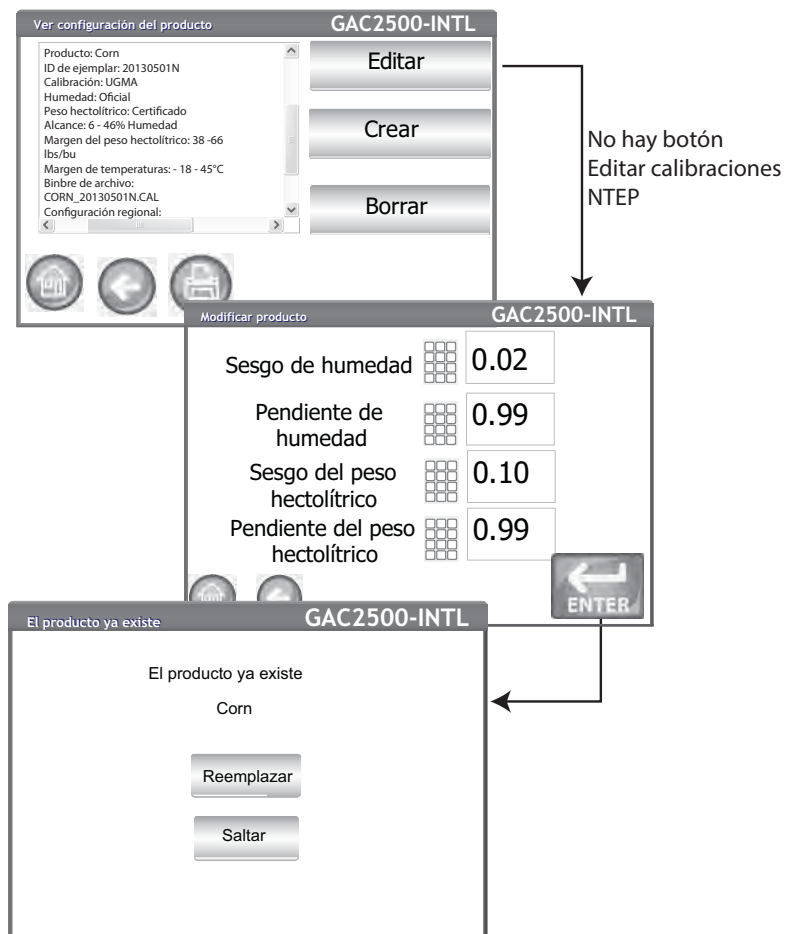 Ver configuración del producto
GAC2500-INTL
Producto: Corn
ID de ejemplar: 20130501N
Calibración: UGMA
Humedad: Oficial
Peso hectolítrico: Certificado
Alcance: 6 - 46% Humedad
Margen del peso hectolítrico: 38 -66
lbs/bu
Margen de temperaturas: - 18 - 45°C
Binbre de archivo:
CORN_20130501N.CAL
Configuración regional:
Editar
Crear
Borrar
No hay botón
Editar calibraciones
NTEP
Modificar producto
GAC2500-INTL
Sesgo de humedad
0.02
Pendiente de
humedad
0.99
Sesgo del peso
hectolítrico
0.10
Pendiente del peso
hectolítrico
0.99
ENTER
El producto ya existe
GAC2500-INTL
El producto ya existe
Corn
Reemplazar
Saltar